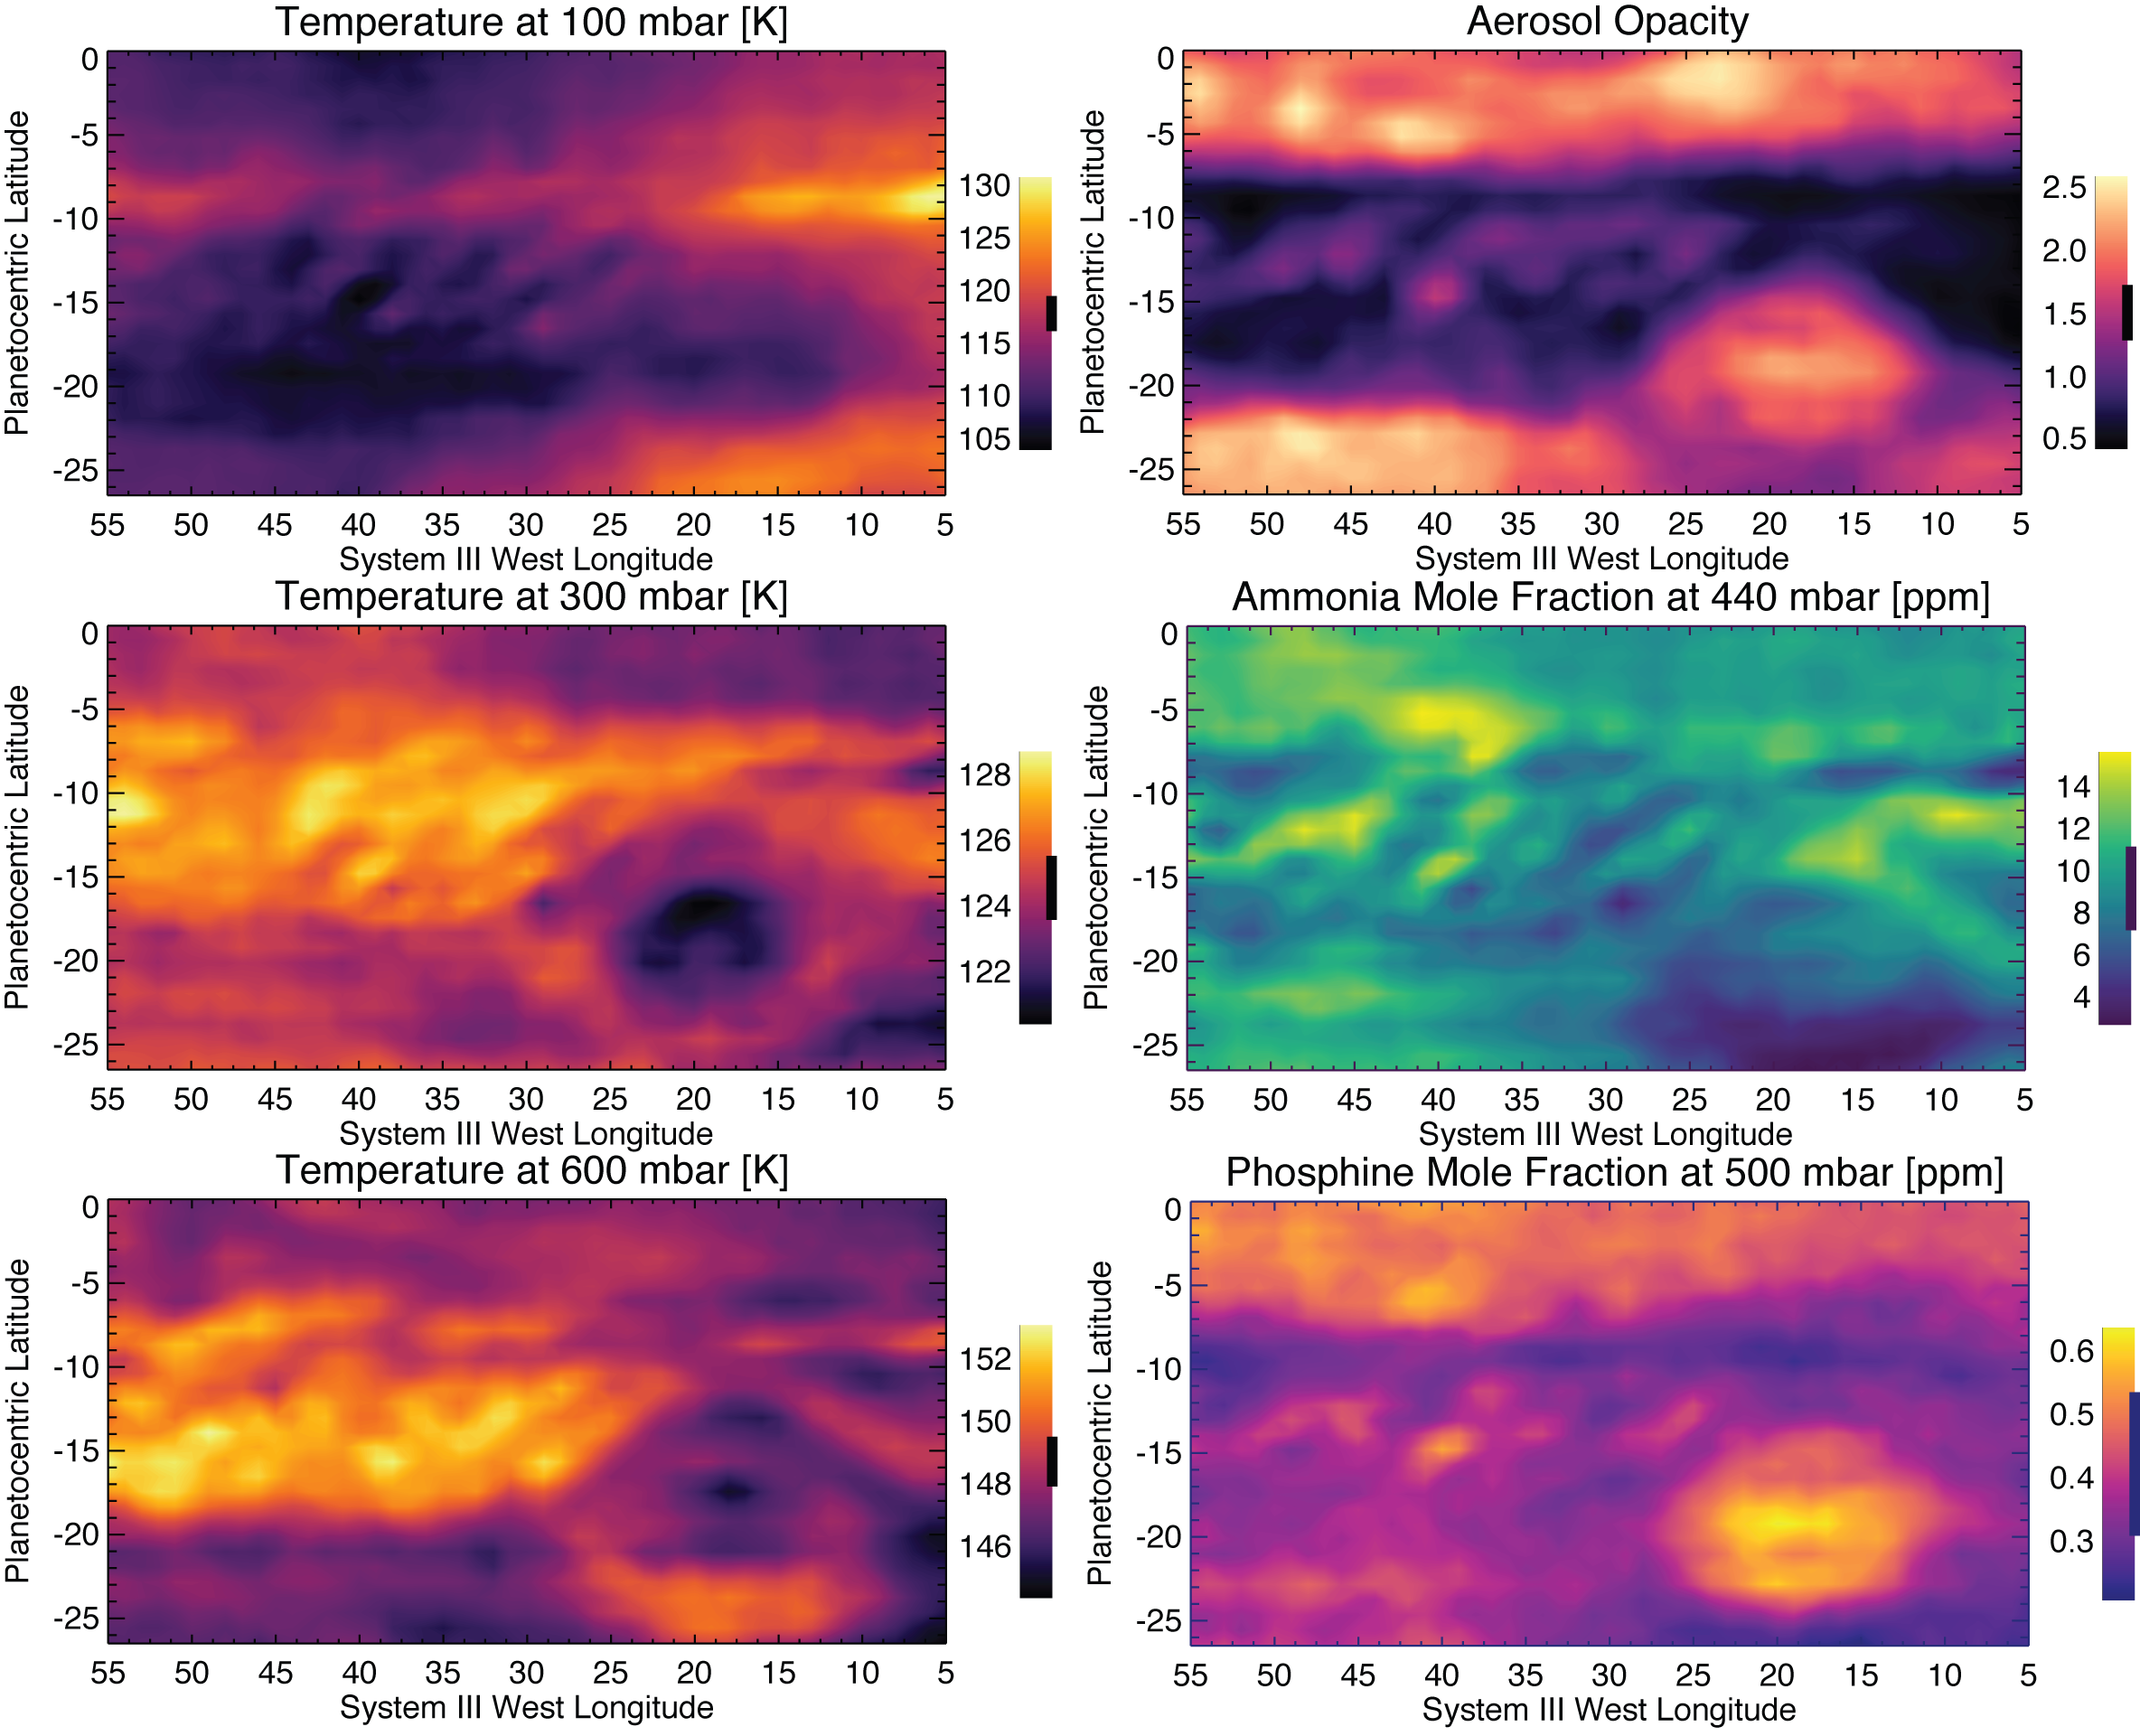 Temperature at 100 mbar [K]
Planetocentric Latitude
0
-5
-10
-15
-20
-25
55 50 45 40 35 30 25 20 15 10 5
System III West Longitude
130
125
120
115
110
105
Aerosol Opacity
Planetocentric Latitude
0
-5
-10
-15
-20
-25
55 50 45 40 35 30 25 20 15 10 5
System III West Longitude
2.5
2.0
1.5
1.0
0.5
Temperature at 300 mbar [K]
Planetocentric Latitude
0
-5
-10
-15
-20
-25
55 50 45 40 35 30 25 20 15 10 5
System III West Longitude
128
126
124
122
Ammonia Mole Fraction at 440 mbar [ppm]
Planetocentric Latitude
0
-5
-10
-15
-20
-25
55 50 45 40 35 30 25 20 15 10 5
System III West Longitude
14
12
10
8
6
4
Temperature at 600 mbar [K]
Planetocentric Latitude
0
-5
-10
-15
-20
-25
55 50 45 40 35 30 25 20 15 10 5
System III West Longitude
152
150
148
146
Phosphine Mole Fraction at 500 mbar [ppm]
Planetocentric Latitude
0
-5
-10
-15
-20
-25
55 50 45 40 35 30 25 20 15 10 5
System III West Longitude
0.6
0.5
0.4
0.3